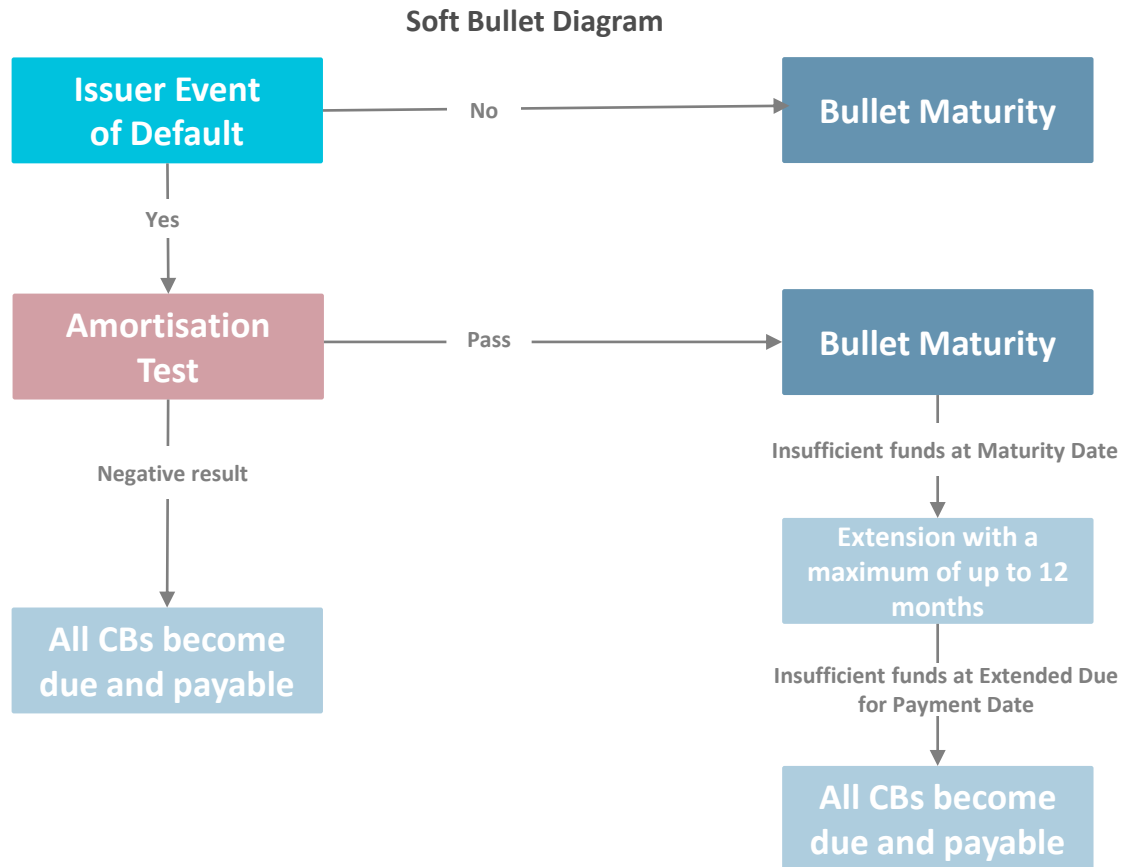 Soft Bullet Diagram
Issuer Event
of Default
No
Bullet Maturity
Yes
Amortisation
Test
Pass
Bullet Maturity
Negative result
Insufficient funds at Maturity Date
Extension with a
maximum of up to 12
months
All CBs become
due and payable
Insufficient funds at Extended Due
for Payment Date
All CBs become
due and payable